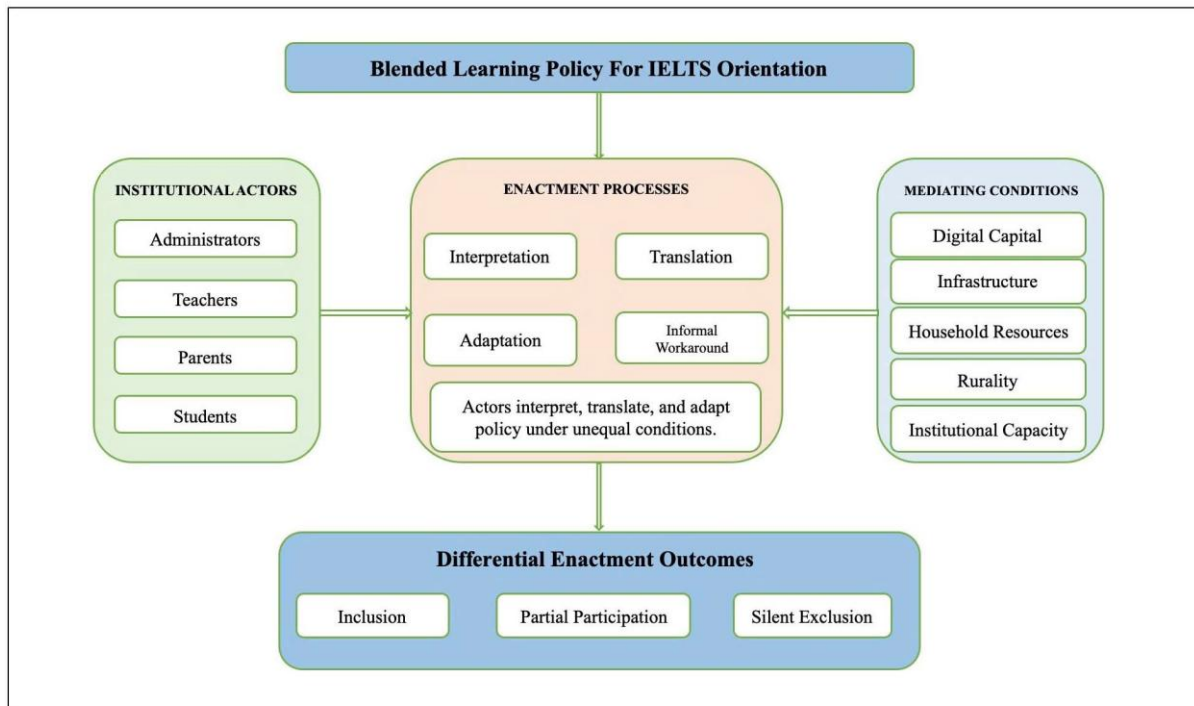 Blended Learning Policy For IELTS Orientation
INSTITUTIONAL ACTORS
Administrators
Teachers
Parents
Students
ENACTMENT PROCESSES
Interpretation
Translation
Adaptation
Informal
Workaround
Actors interpret, translate, and adapt
policy under unequal conditions.
MEDIATING CONDITIONS
Digital Capital
Infrastructure
Household Resources
Rurality
Institutional Capacity
Differential Enactment Outcomes
Inclusion
Partial Participation
Silent Exclusion